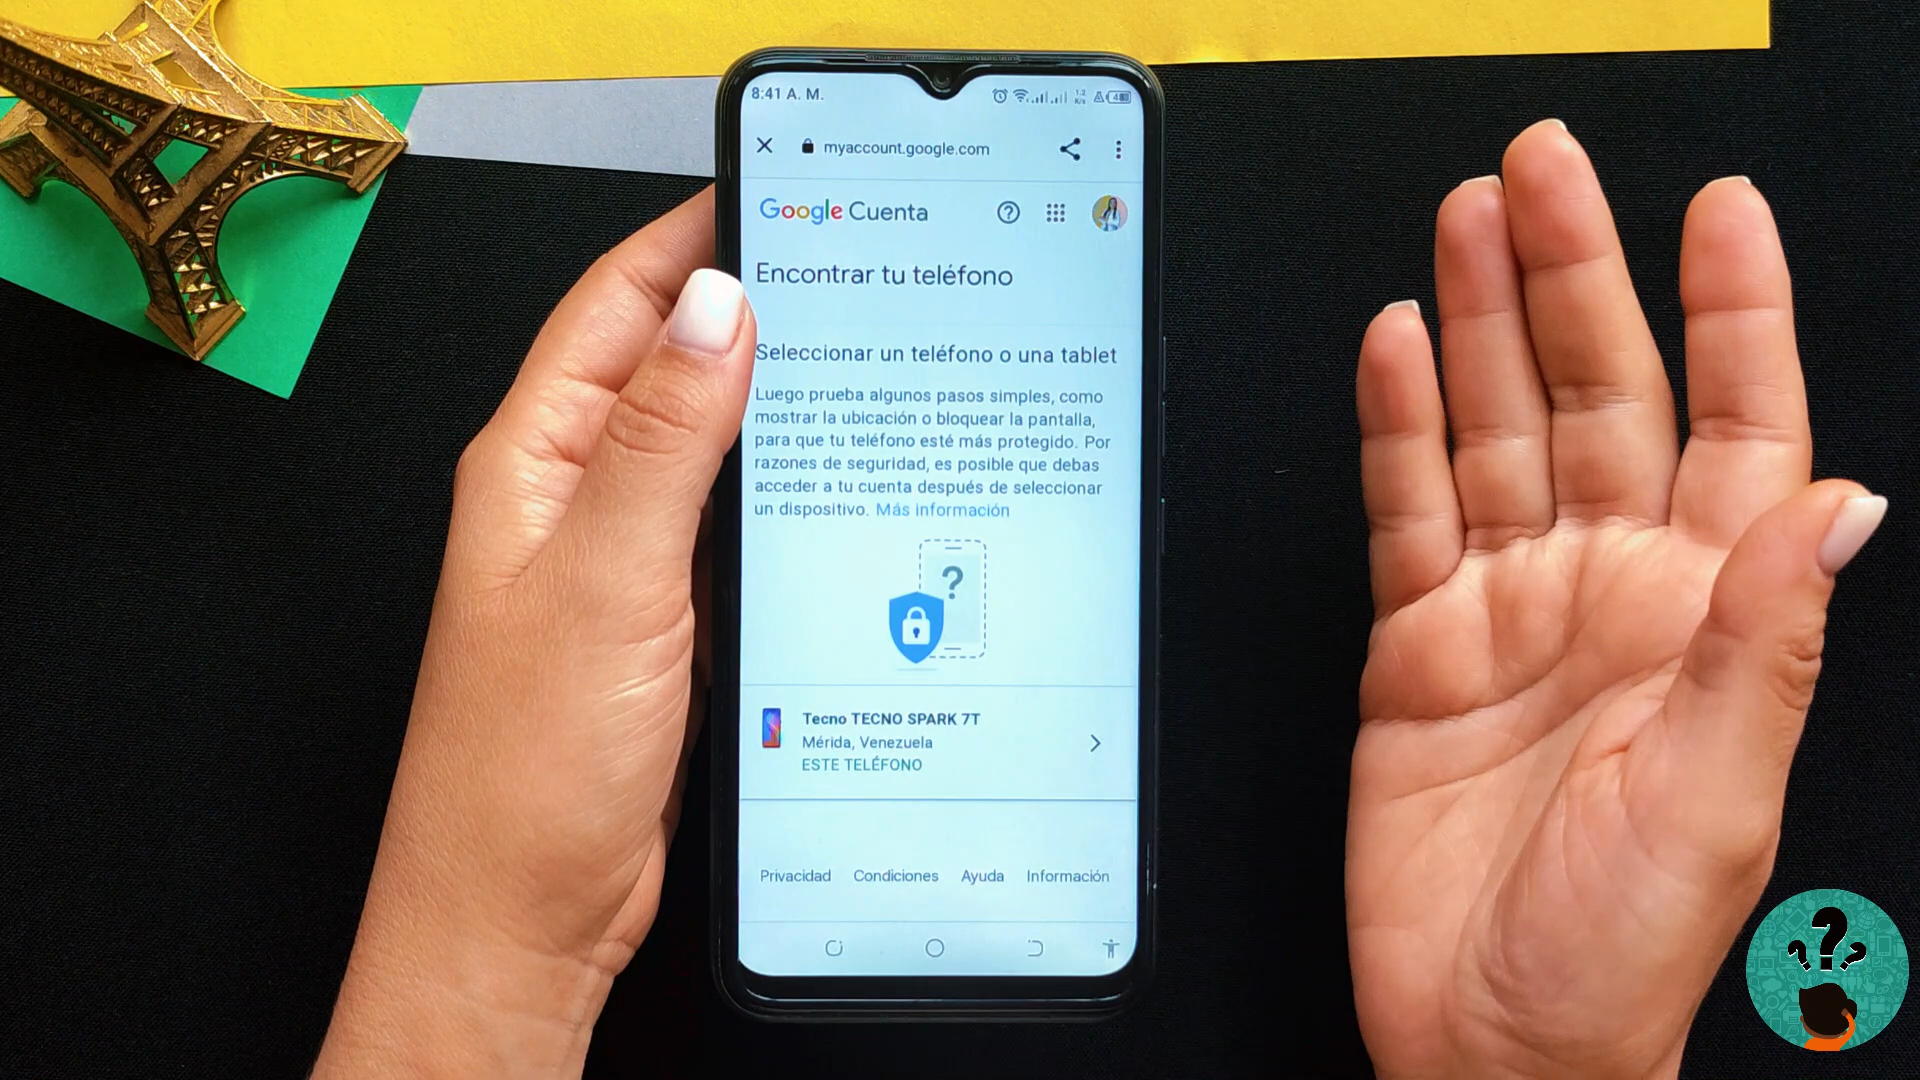 8:41 A. M.
myaccount.google.com
Google Cuenta
Encontrar tu teléfono
Seleccionar un teléfono o una tablet
Luego prueba algunos pasos simples, como
mostrar la ubicación o bloquear la pantalla,
para que tu teléfono esté más protegido. Por
razones de seguridad, es posible que debas
acceder a tu cuenta después de seleccionar
un dispositivo. Más información
?
Tecno TECNO SPARK 7T
Mérida, Venezuela
ESTE TELÉFONO
Privacidad Condiciones Ayuda Información
???